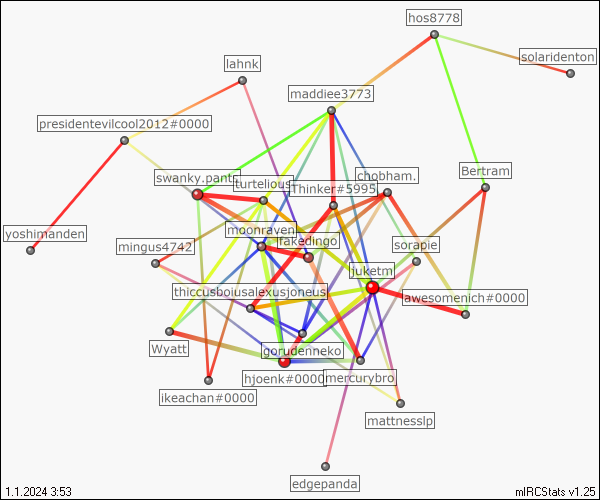 hos8778
solaridenton
lahnk
maddiee3773
presidentevilcool2012#0000
swanky.pants
turtelious
Thinker#5995
chobham.
Bertram
yoshimanden
moonraven
fakedingo
mingus4742
sorapie
juketm
awesomenich#0000
gorudenneko
Wyatt
hjoenk#0000
mercurybro
ikeachan#0000
mattnesslp
edgepanda
1.1.2024 3:53
mIRCStats v1.25